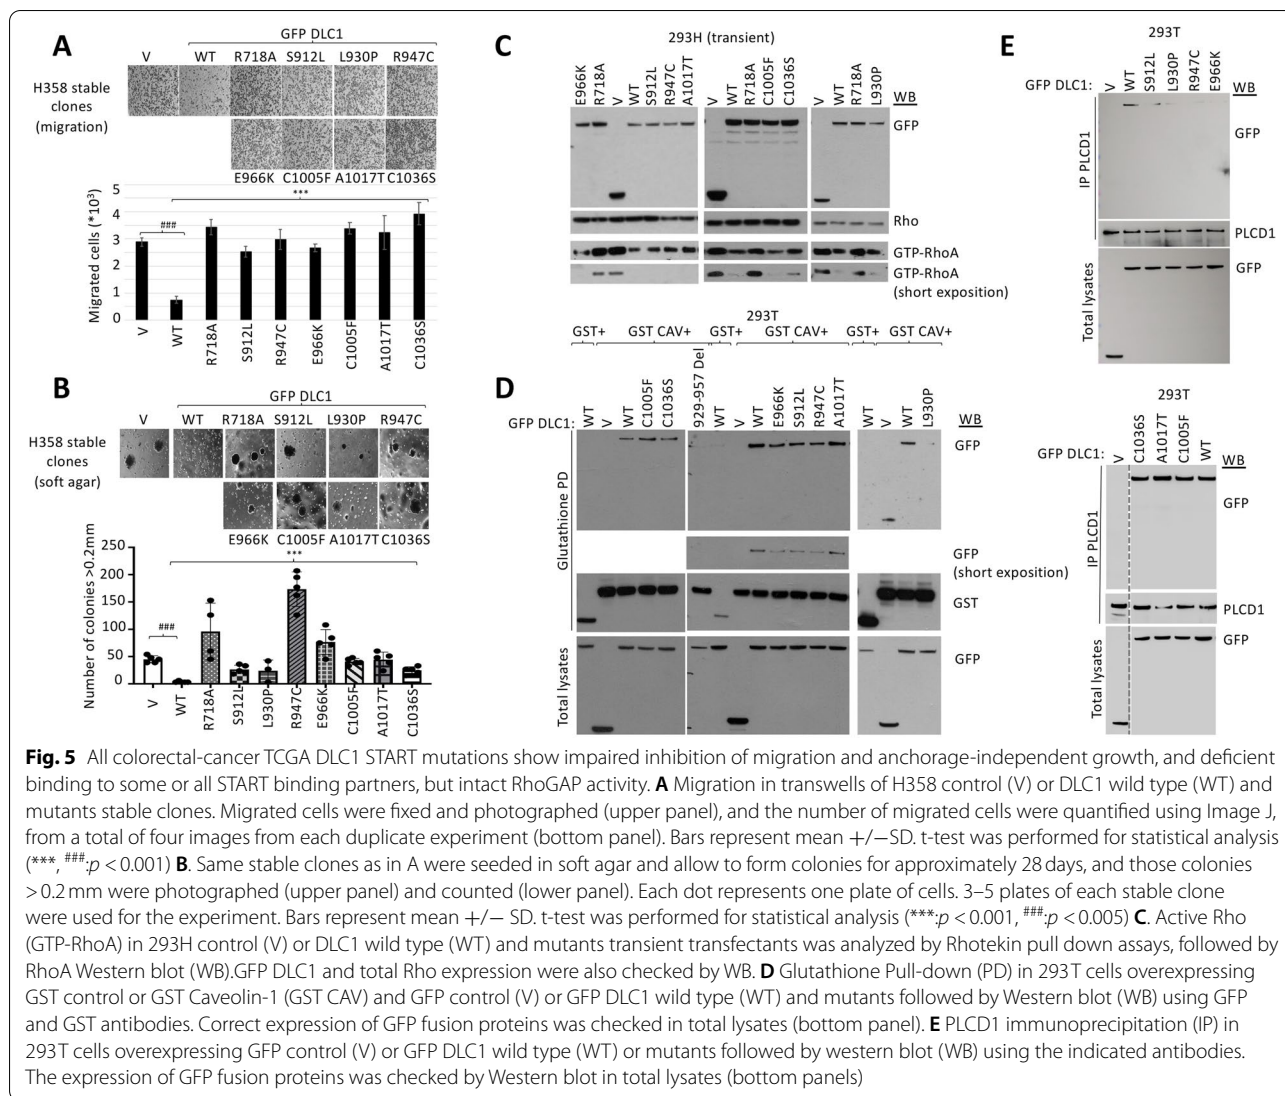 A
GFP DLC1
V WT R718A S912L L930P R947C
H358 stable
clones
(migration)
E966K C1005F A1017T C1036S
Migrated cells (*10³)
5
4
3
2
1
0
###
***
V WT R718A S912L R947C E966K C1005F A1017T C1036S
B
GFP DLC1
V WT R718A S912L L930P R947C
H358 stable
clones
(soft agar)
E966K C1005F A1017T C1036S
Number of colonies >0.2mm
250
200
150
100
50
0
###
***
V WT R718A S912L L930P R947C E966K C1005F A1017T C1036S
C
293H (transient)
E966K R718A V WT S912L R947C A1017T V WT R718A C1005F C1036S V WT R718A L930P WB
GFP
Rho
GTP-RhoA
GTP-RhoA
(short exposition)
D
293T
GST+ GST CAV+ GST+ GST CAV+ GST+ GST CAV+
GFP DLC1: WT V WT C1005F C1036S 929-957 Del WT V WT E966K S912L R947C A1017T WT V WT L930P WB
Glutathione PD
GFP
GFP
(short exposition)
GST
Total lysates
GFP
E
293T
GFP DLC1: V WT S912L L930P R947C E966K WB
IP PLCD1
GFP
PLCD1
Total lysates
GFP
293T
GFP DLC1: V C1036S A1017T C1005F WT WB
IP PLCD1
GFP
PLCD1
Total lysates
GFP
Fig. 5 All colorectal-cancer TCGA DLC1 START mutations show impaired inhibition of migration and anchorage-independent growth, and deficient
binding to some or all START binding partners, but intact RhoGAP activity. A Migration in transwells of H358 control (V) or DLC1 wild type (WT) and
mutants stable clones. Migrated cells were fixed and photographed (upper panel), and the number of migrated cells were quantified using Image J,
from a total of four images from each duplicate experiment (bottom panel). Bars represent mean +/−SD. t-test was performed for statistical analysis
(***, ###:p < 0.001) B. Same stable clones as in A were seeded in soft agar and allow to form colonies for approximately 28 days, and those colonies
> 0.2 mm were photographed (upper panel) and counted (lower panel). Each dot represents one plate of cells. 3–5 plates of each stable clone
were used for the experiment. Bars represent mean +/− SD. t-test was performed for statistical analysis (***:p < 0.001, ###:p < 0.005) C. Active Rho
(GTP-RhoA) in 293H control (V) or DLC1 wild type (WT) and mutants transient transfectants was analyzed by Rhotekin pull down assays, followed by
RhoA Western blot (WB).GFP DLC1 and total Rho expression were also checked by WB. D Glutathione Pull-down (PD) in 293T cells overexpressing
GST control or GST Caveolin-1 (GST CAV) and GFP control (V) or GFP DLC1 wild type (WT) and mutants followed by Western blot (WB) using GFP
and GST antibodies. Correct expression of GFP fusion proteins was checked in total lysates (bottom panel). E PLCD1 immunoprecipitation (IP) in
293T cells overexpressing GFP control (V) or GFP DLC1 wild type (WT) or mutants followed by western blot (WB) using the indicated antibodies.
The expression of GFP fusion proteins was checked by Western blot in total lysates (bottom panels)